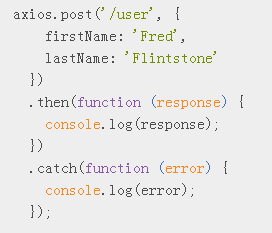 axios.post('/user', {
    firstName: 'Fred',
    lastName: 'Flintstone'
  })
  .then(function (response) {
    console.log(response);
  })
  .catch(function (error) {
    console.log(error);
  });